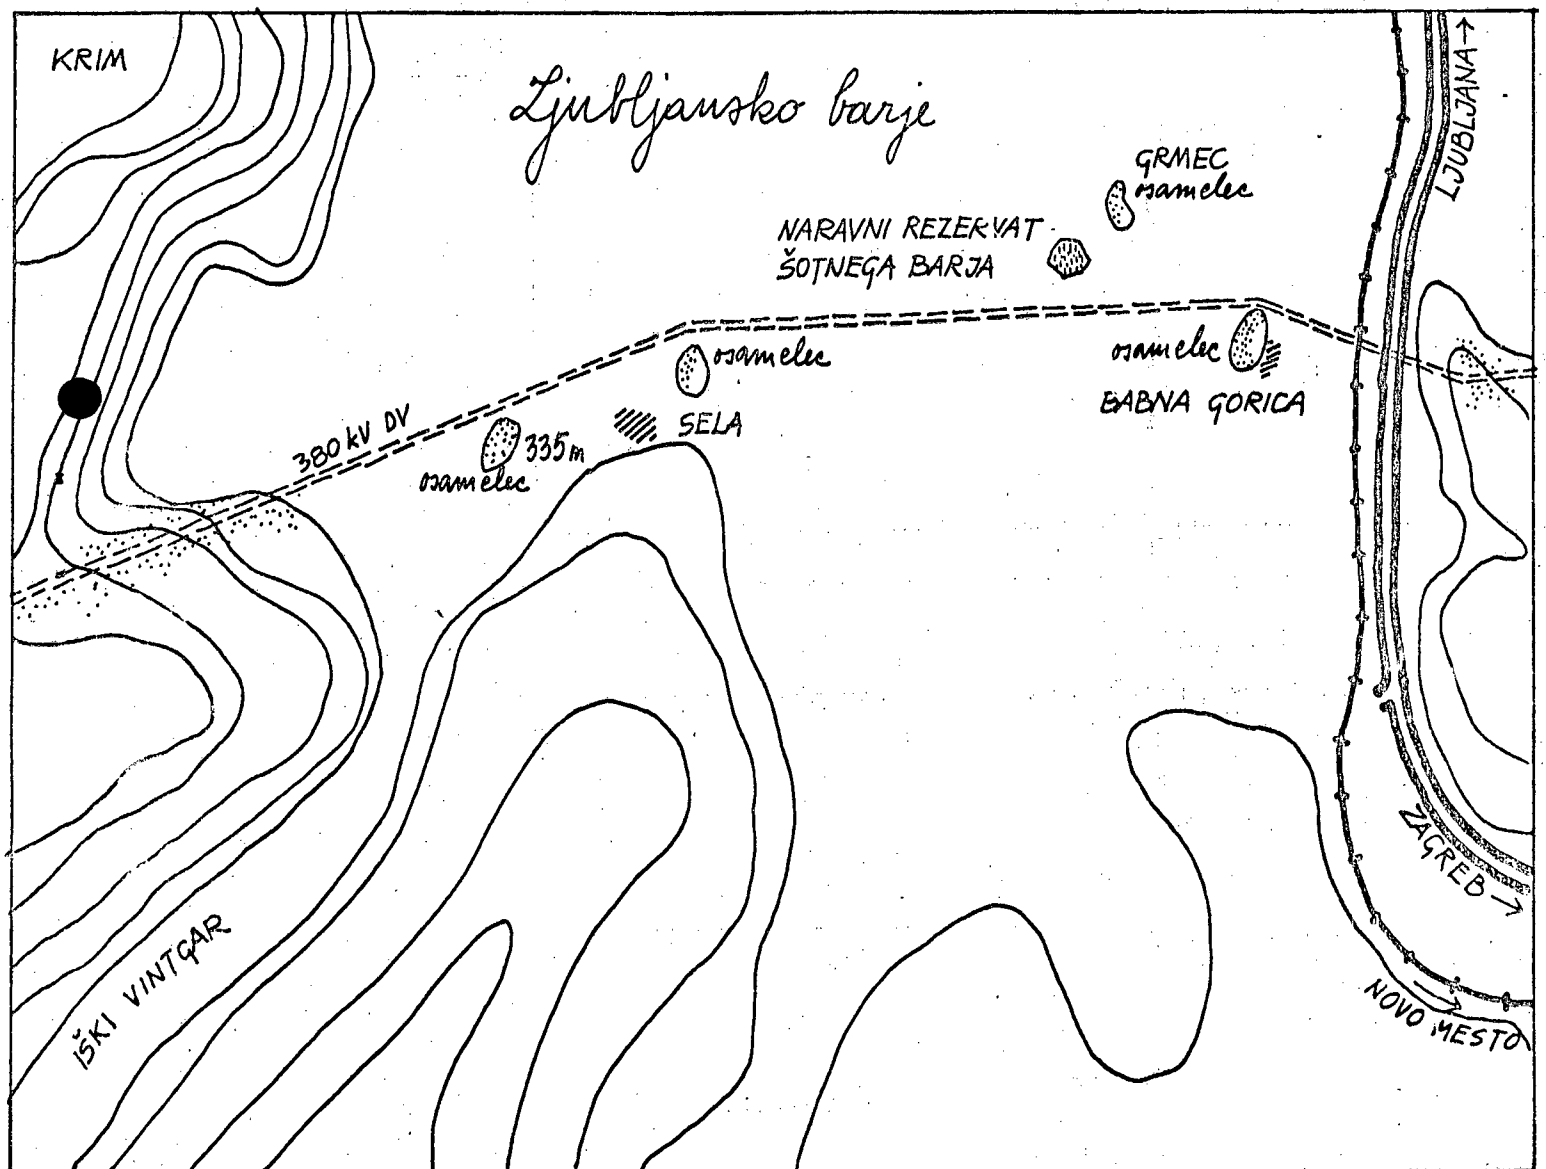 KRIM
Ljubljansko barje
LJUBLJANA→
GRMEC
osamelec
NARAVNI REZERVAT
ŠOTNEGA BARJA
osamelec
osamelec
BABNA GORICA
SELA
380 kV DV
335m
osamelec
ZAGREB →
IŠKI VINTGAR
NOVO MESTO